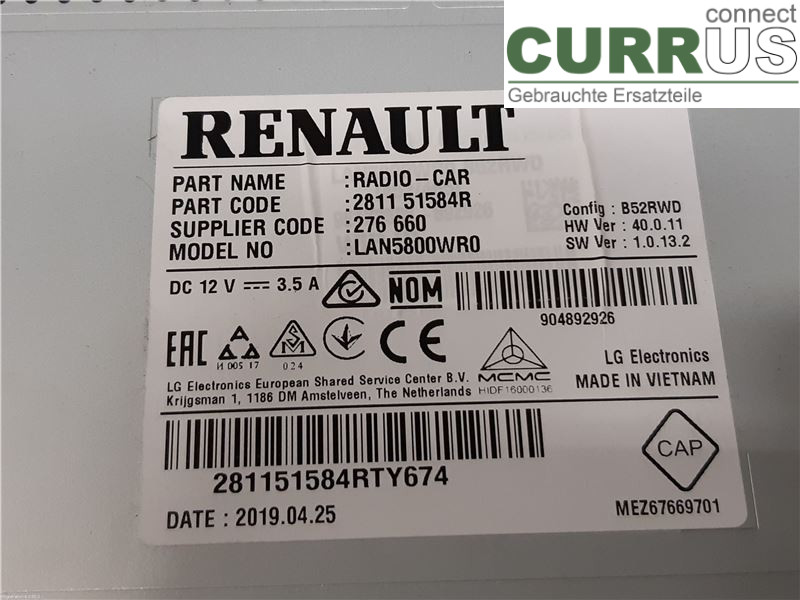 connect
CURRUS
Gebrauchte Ersatzteile
RENAULT
PART NAME : RADIO-CAR
PART CODE : 2811 51584R
SUPPLIER CODE : 276 660
MODEL NO : LAN5800WR0
Config : B52RWD
HW Ver : 40.0.11
SW Ver : 1.0.13.2
DC 12 V ⎓ 3.5 A
NOM
904892926
EAC
И 005 17
024
CE
MCMC
HIDF16000136
LG Electronics
MADE IN VIETNAM
LG Electronics European Shared Service Center B.V.
Krijgsman 1, 1186 DM Amstelveen, The Netherlands
281151584RTY674
CAP
DATE : 2019.04.25
MEZ67669701